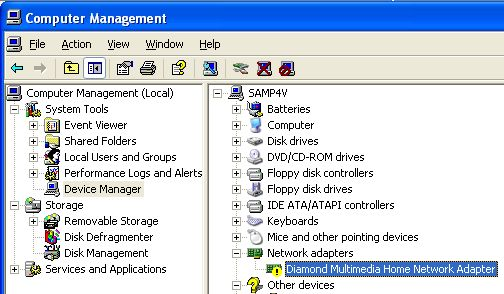 Computer Management
File Action View Window Help
Computer Management (Local)
System Tools
Event Viewer
Shared Folders
Local Users and Groups
Performance Logs and Alerts
Device Manager
Storage
Removable Storage
Disk Defragmenter
Disk Management
Services and Applications
SAMP4V
Batteries
Computer
Disk drives
DVD/CD-ROM drives
Floppy disk controllers
Floppy disk drives
IDE ATA/ATAPI controllers
Keyboards
Mice and other pointing devices
Network adapters
Diamond Multimedia Home Network Adapter
Other devices